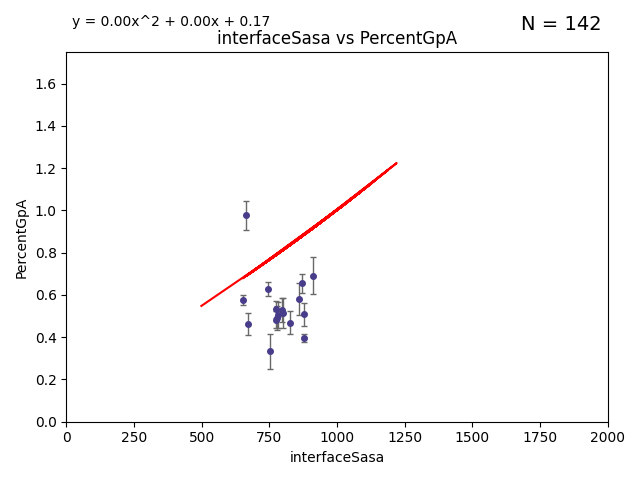 y = 0.00x^2 + 0.00x + 0.17
N = 142
interfaceSasa vs PercentGpA
PercentGpA
1.6
1.4
1.2
1.0
0.8
0.6
0.4
0.2
0.0
0 250 500 750 1000 1250 1500 1750 2000
interfaceSasa